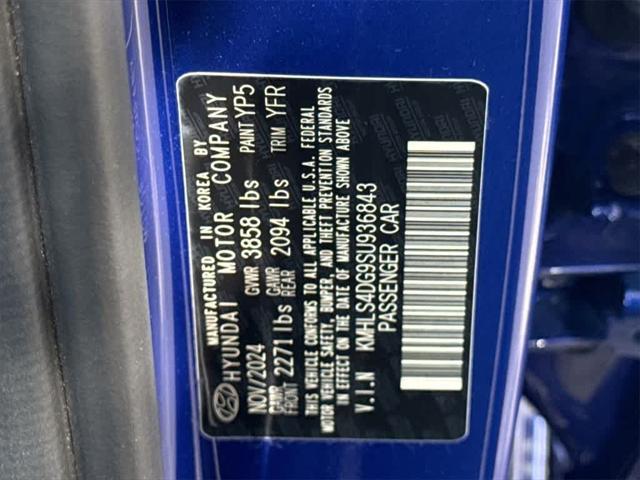 MANUFACTURED IN KOREA BY
HYUNDAI MOTOR COMPANY
NOV/2024 GVWR 3858 lbs PAINT YP5
GAWR FRONT 2271 lbs GAWR REAR 2094 lbs TRIM YFR
THIS VEHICLE CONFORMS TO ALL APPLICABLE U.S.A. FEDERAL
MOTOR VEHICLE SAFETY, BUMPER, AND THEFT PREVENTION STANDARDS
IN EFFECT ON THE DATE OF MANUFACTURE SHOWN ABOVE
V.I.N KMHLS4DG9SU936843
PASSENGER CAR